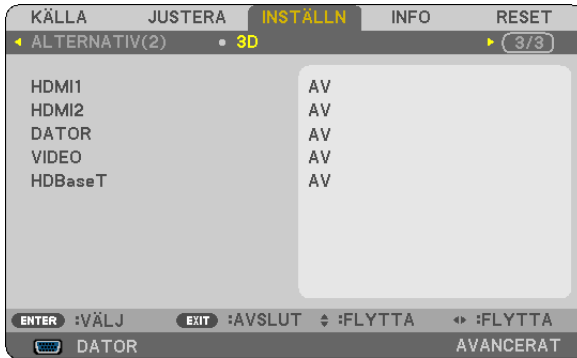 KÄLLA JUSTERA INSTÄLLN INFO RESET
ALTERNATIV(2) 3D 3/3
HDMI1 AV
HDMI2 AV
DATOR AV
VIDEO AV
HDBaseT AV
ENTER :VÄLJ EXIT :AVSLUT :FLYTTA :FLYTTA
DATOR AVANCERAT